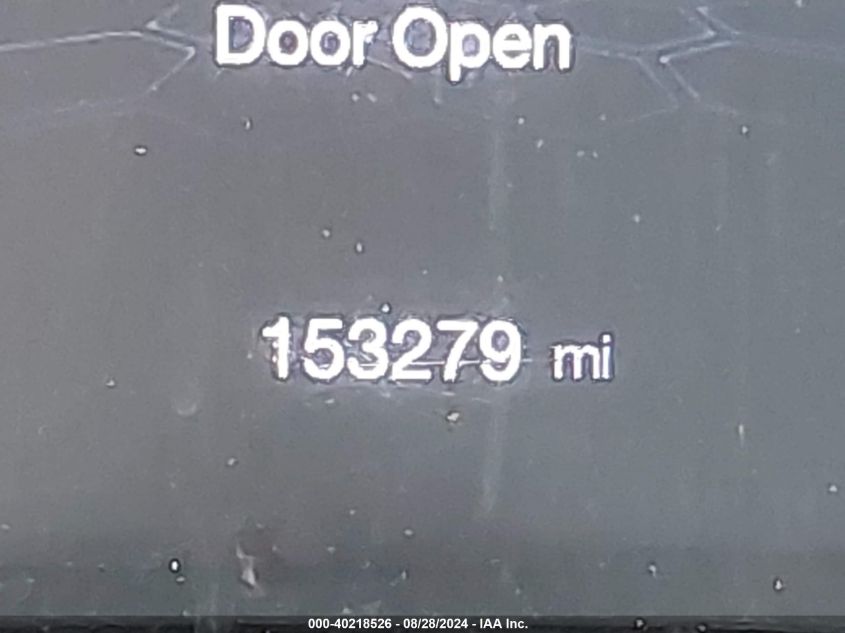 Door Open
153279 mi
000-40218526 - 08/28/2024 - IAA Inc.